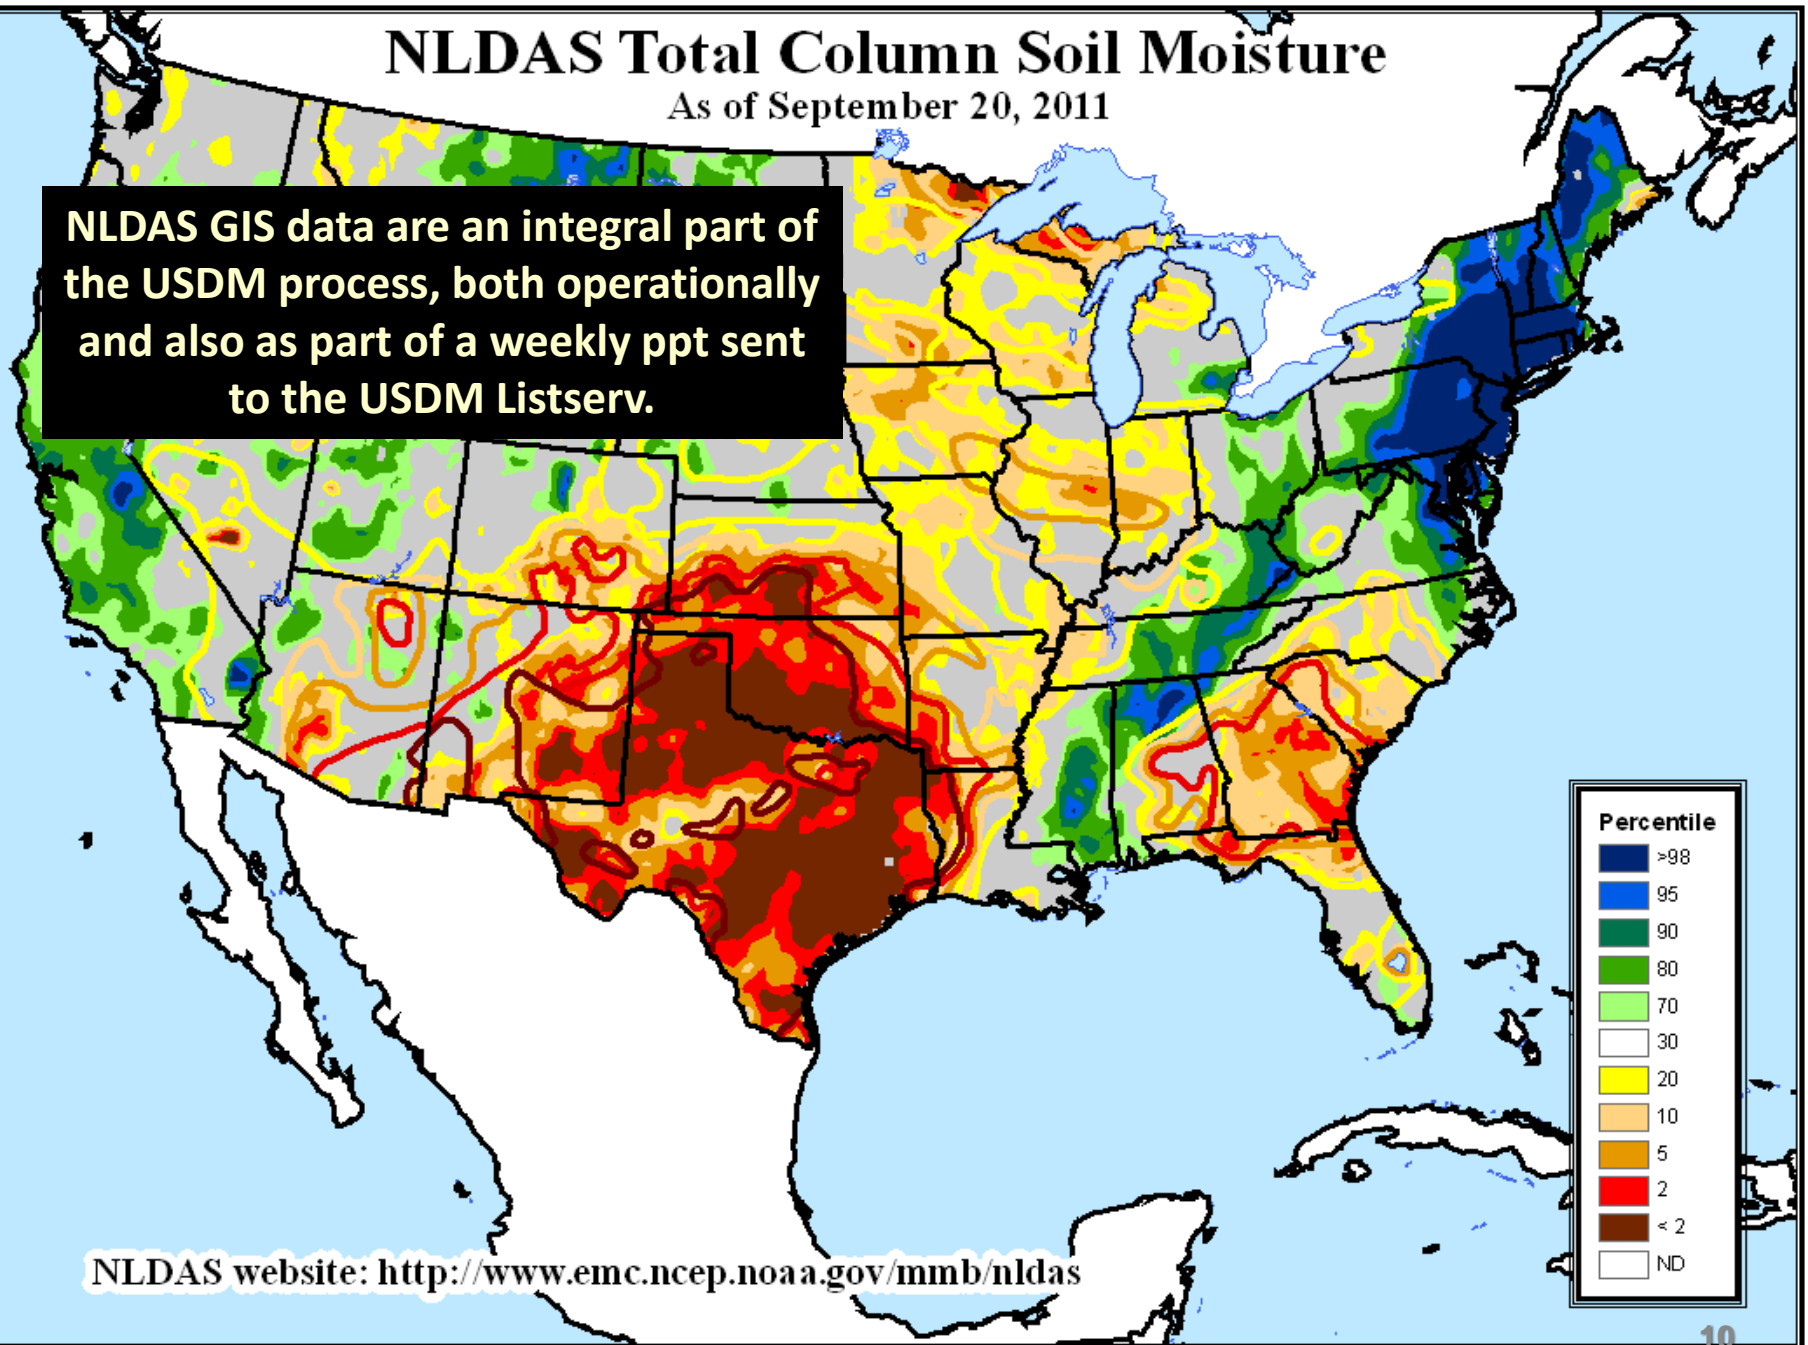 NLDAS Total Column Soil Moisture
As of September 20, 2011
NLDAS GIS data are an integral part of
the USDM process, both operationally
and also as part of a weekly ppt sent
to the USDM Listserv.
Percentile
>98
95
90
80
70
30
20
10
5
2
< 2
ND
NLDAS website: http://www.emc.ncep.noaa.gov/mmb/nldas
10